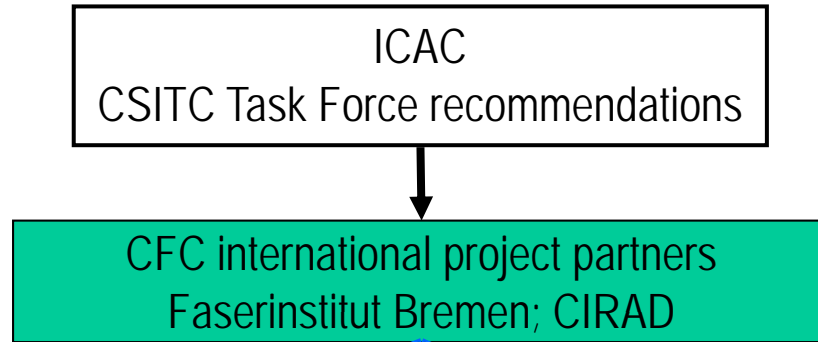 ICAC
CSITC Task Force recommendations
CFC international project partners
Faserinstitut Bremen; CIRAD